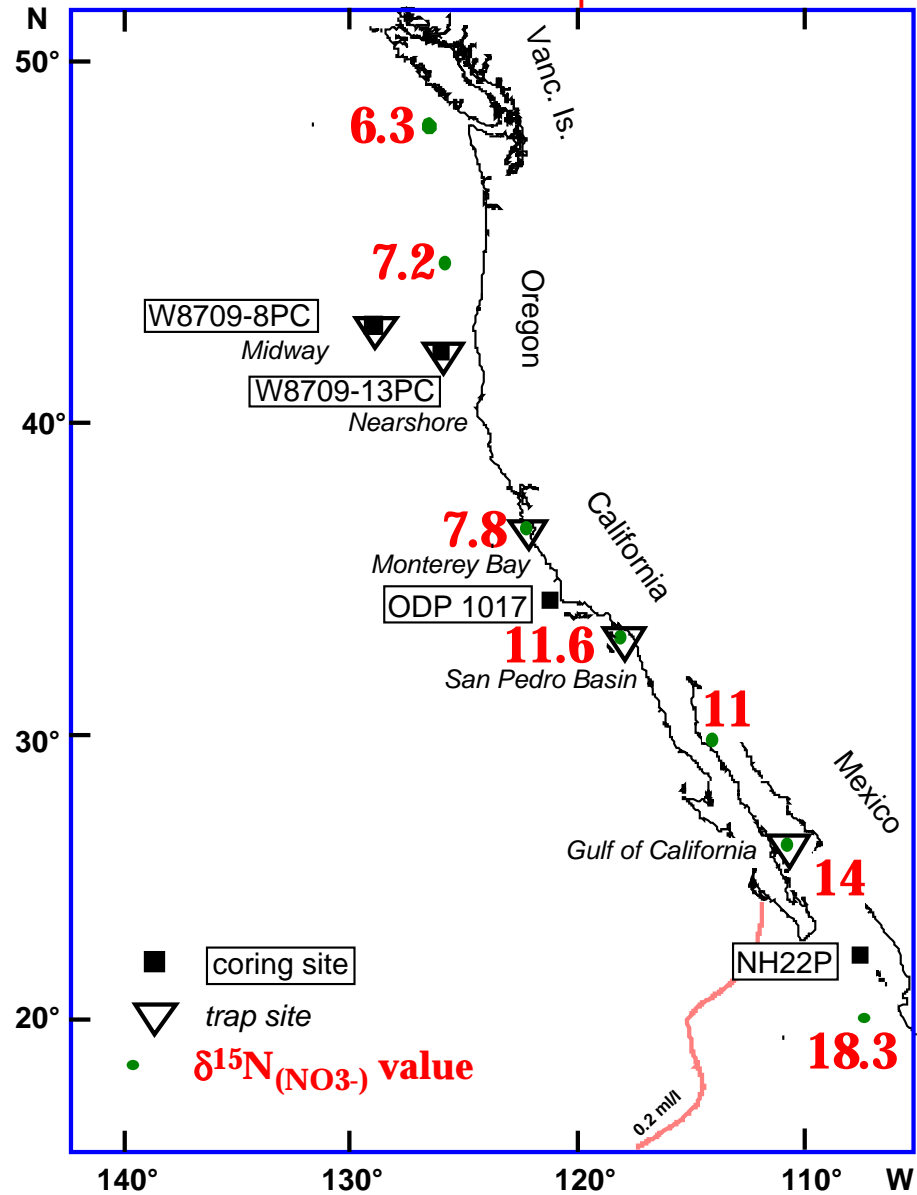 N
50°
Vanc. Is.
6.3
7.2
Oregon
W8709-8PC
Midway
W8709-13PC
Nearshore
40°
California
7.8
Monterey Bay
ODP 1017
11.6
San Pedro Basin
11
30°
Mexico
Gulf of California
14
NH22P
coring site
trap site
20°
18.3
δ15N(NO3-) value
0.2 ml/l
140° 130° 120° 110° W